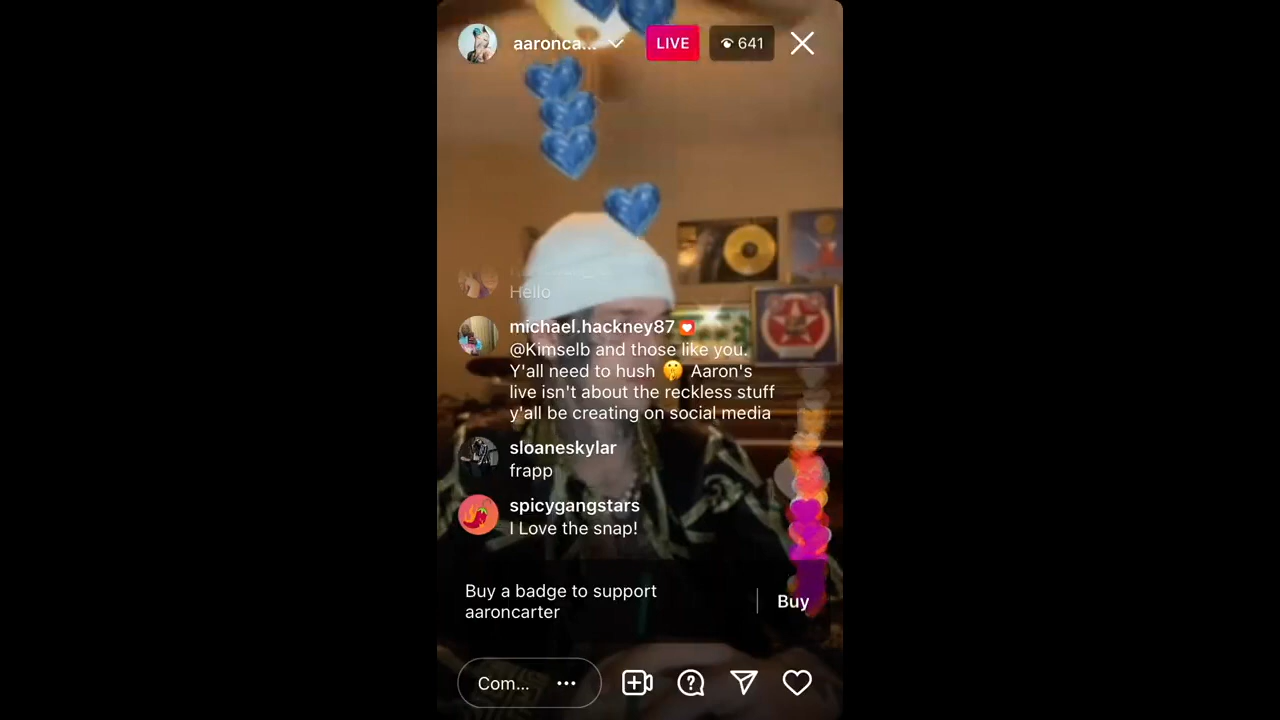 aaronca... LIVE 641
Hello
michael.hackney87
@Kimselb and those like you.
Y'all need to hush 🤫 Aaron's
live isn't about the reckless stuff
y'all be creating on social media
sloaneskylar
frapp
spicygangstars
I Love the snap!
Buy a badge to support
aaroncarter
Buy
Com...